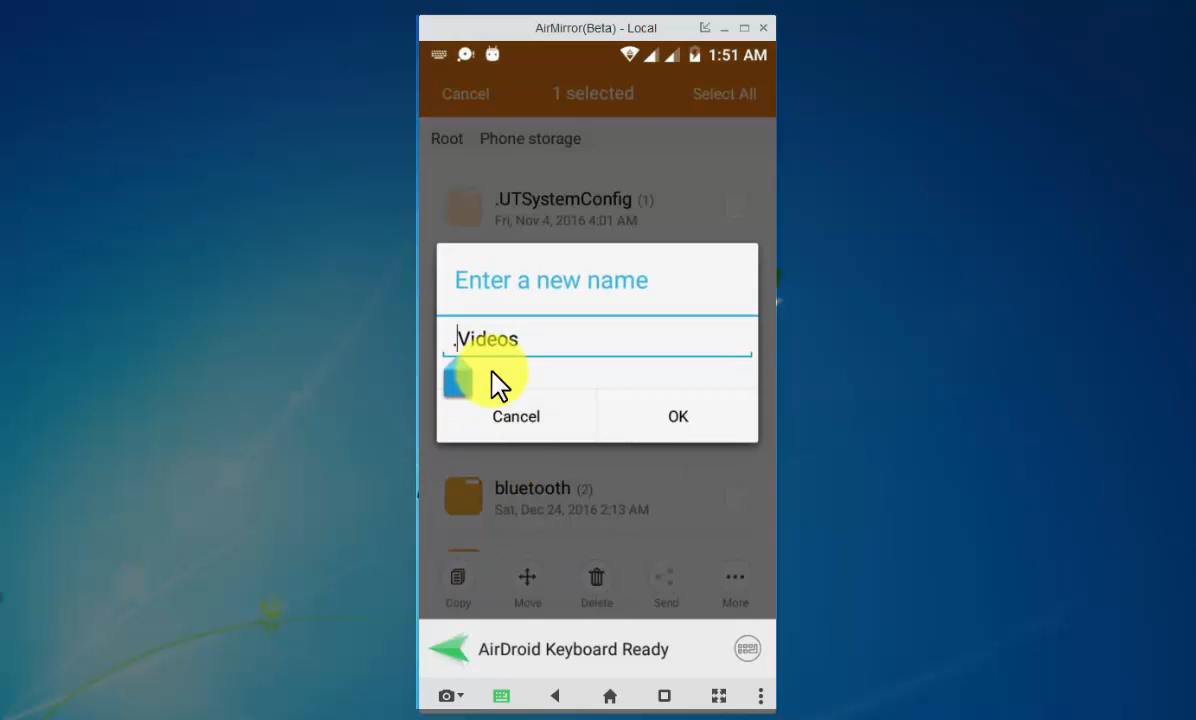 AirMirror(Beta) - Local
1:51 AM
Cancel 1 selected Select All
Root Phone storage
.UTSystemConfig (1)
Fri, Nov 4, 2016 4:01 AM
Enter a new name
.Videos
Cancel OK
bluetooth (2)
Sat, Dec 24, 2016 2:13 AM
Copy Move Delete Send More
AirDroid Keyboard Ready